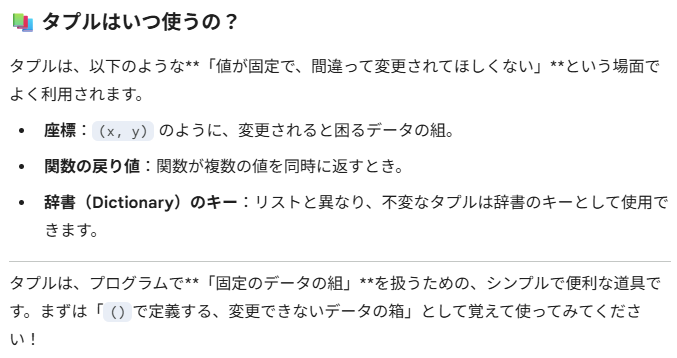 タプルはいつ使うの？
タプルは、以下のような**「値が固定で、間違って変更されてほしくない」**という場面で
よく利用されます。
• 座標：(x, y) のように、変更されると困るデータの組。
• 関数の戻り値：関数が複数の値を同時に返すとき。
• 辞書（Dictionary）のキー：リストと異なり、不変なタプルは辞書のキーとして使用で
きます。
タプルは、プログラムで**「固定のデータの組」**を扱うための、シンプルで便利な道具で
す。まずは「()で定義する、変更できないデータの箱」として覚えて使ってみてくださ
い！